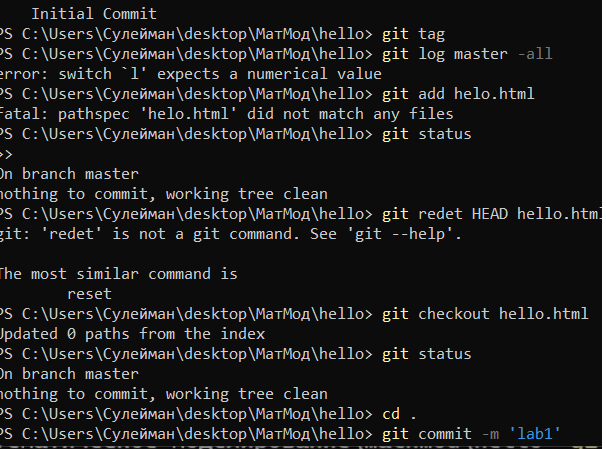 Initial Commit
PS C:\Users\Сулейман\desktop\МатМод\hello> git tag
PS C:\Users\Сулейман\desktop\МатМод\hello> git log master -all
error: switch `l' expects a numerical value
PS C:\Users\Сулейман\desktop\МатМод\hello> git add helo.html
fatal: pathspec 'helo.html' did not match any files
PS C:\Users\Сулейман\desktop\МатМод\hello> git status
>>
On branch master
nothing to commit, working tree clean
PS C:\Users\Сулейман\desktop\МатМод\hello> git redet HEAD hello.html
git: 'redet' is not a git command. See 'git --help'.
The most similar command is
reset
PS C:\Users\Сулейман\desktop\МатМод\hello> git checkout hello.html
Updated 0 paths from the index
PS C:\Users\Сулейман\desktop\МатМод\hello> git status
On branch master
nothing to commit, working tree clean
PS C:\Users\Сулейман\desktop\МатМод\hello> cd .
PS C:\Users\Сулейман\desktop\МатМод\hello> git commit -m 'lab1'